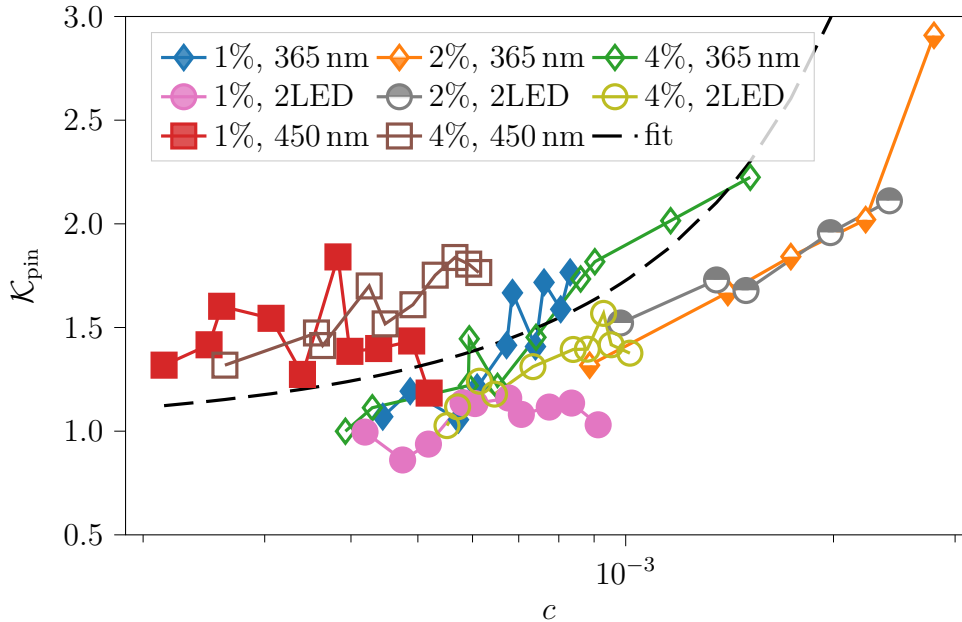 3.0
1%, 365 nm 2%, 365 nm 4%, 365 nm
1%, 2LED 2%, 2LED 4%, 2LED
1%, 450 nm 4%, 450 nm fit
2.5
2.0
𝒦pin
1.5
1.0
0.5
10⁻³
c